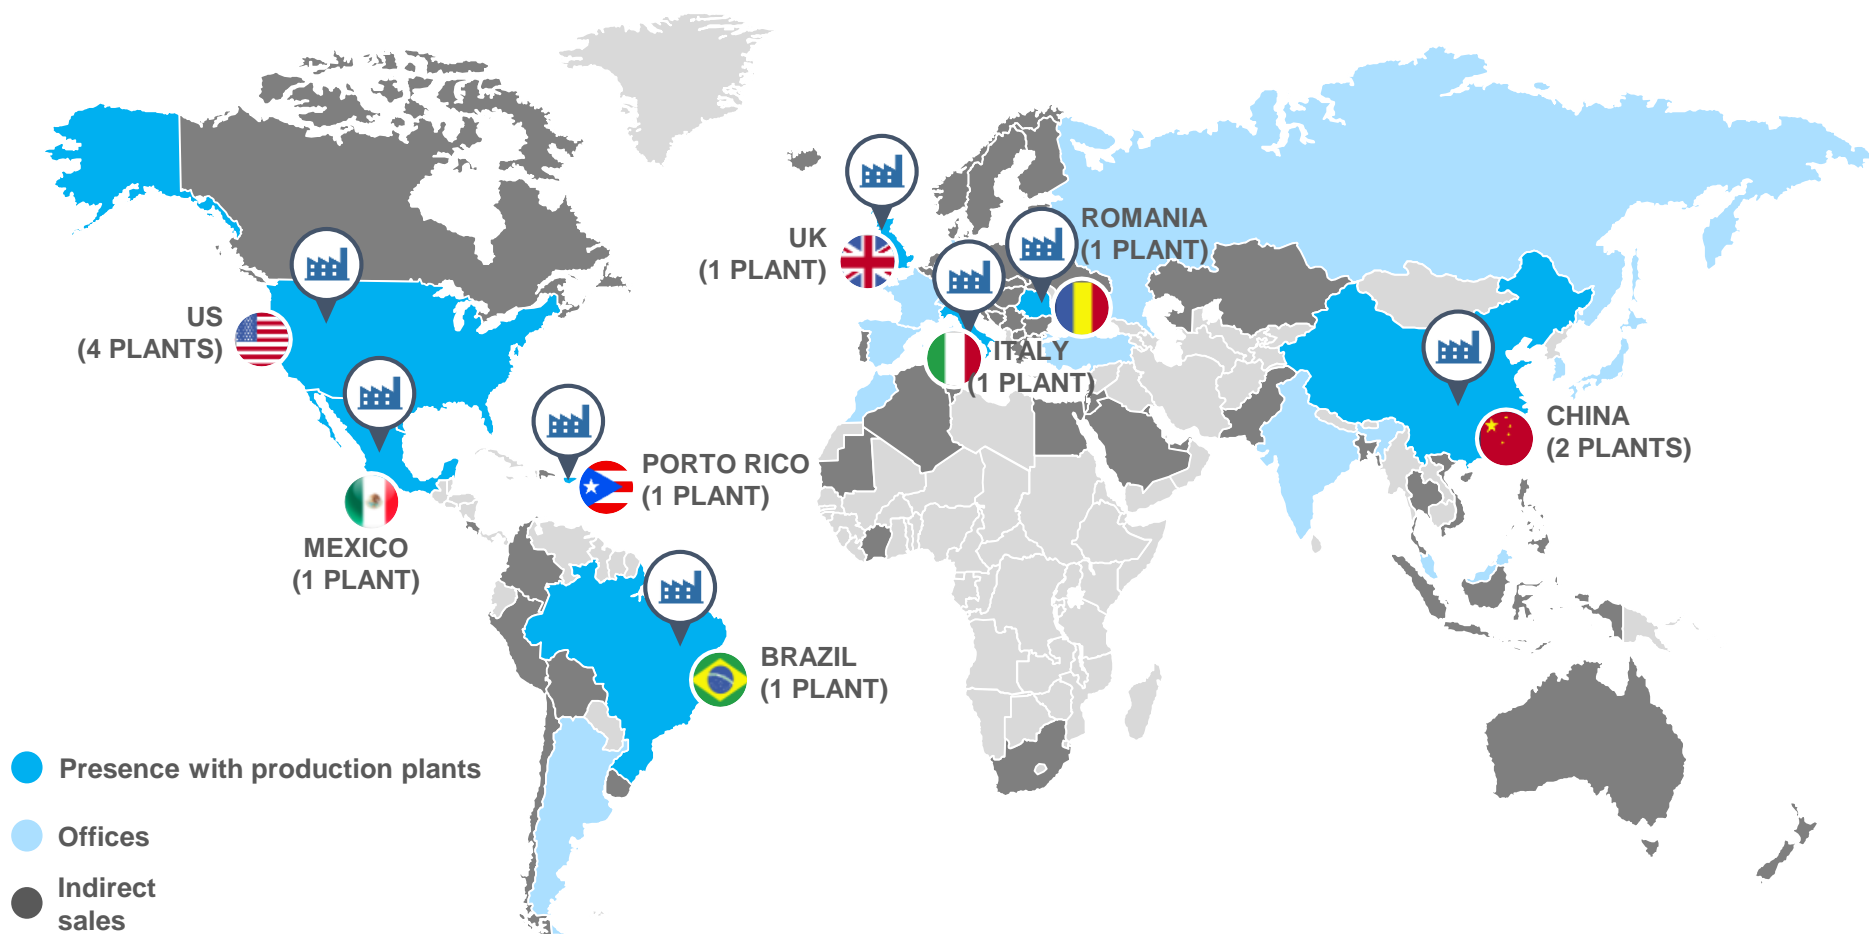 ROMANIA
(1 PLANT)
UK
(1 PLANT)
US
(4 PLANTS)
ITALY
(1 PLANT)
CHINA
(2 PLANTS)
PORTO RICO
(1 PLANT)
MEXICO
(1 PLANT)
BRAZIL
(1 PLANT)
Presence with production plants
Offices
Indirect
sales